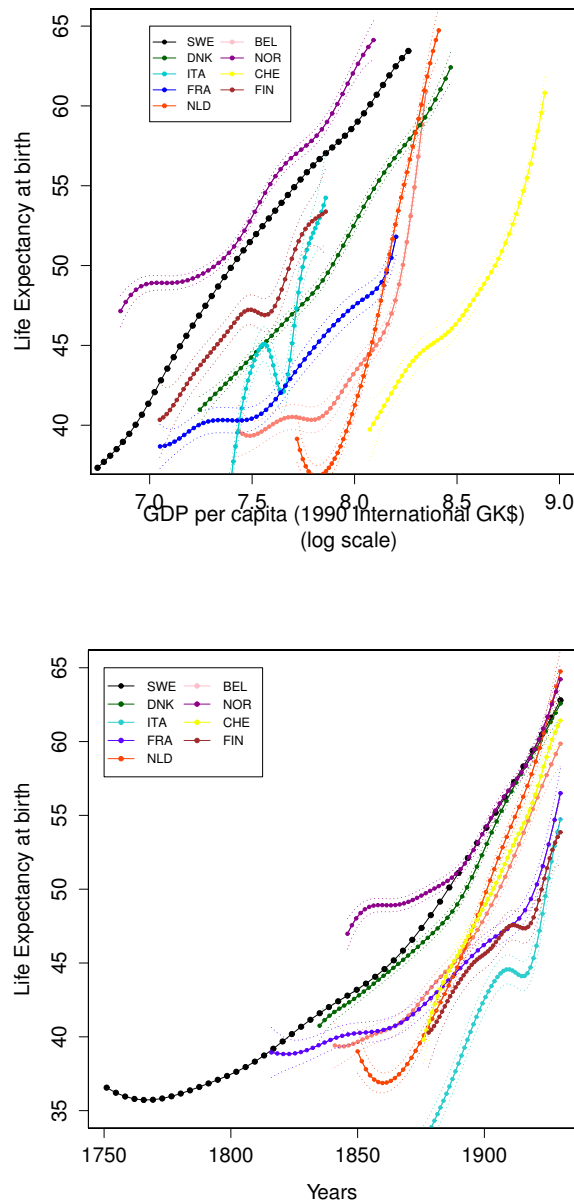 65
60
55
50
45
40
Life Expectancy at birth
SWE BEL
DNK NOR
ITA CHE
FRA FIN
NLD
7.0 7.5 8.0 8.5 9.0
GDP per capita (1990 International GK$)
(log scale)
65
60
55
50
45
40
35
Life Expectancy at birth
SWE BEL
DNK NOR
ITA CHE
FRA FIN
NLD
1750 1800 1850 1900
Years